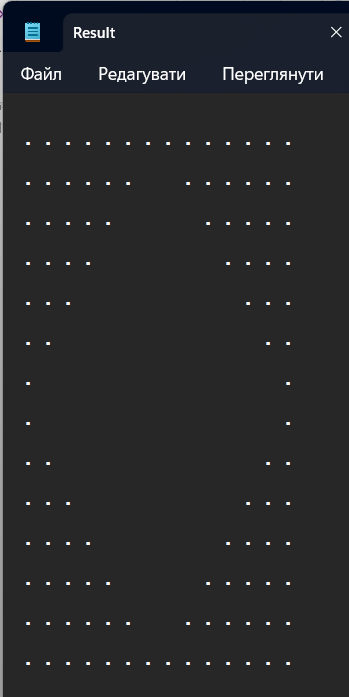 Result
Файл Редагувати Переглянути
. . . . . . . . . . . . . .
. . . . . .     . . . . . .
. . . . .         . . . . .
. . . .             . . . .
. . .                 . . .
. .                     . .
.                         .
.                         .
. .                     . .
. . .                 . . .
. . . .             . . . .
. . . . .         . . . . .
. . . . . .     . . . . . .
. . . . . . . . . . . . . .